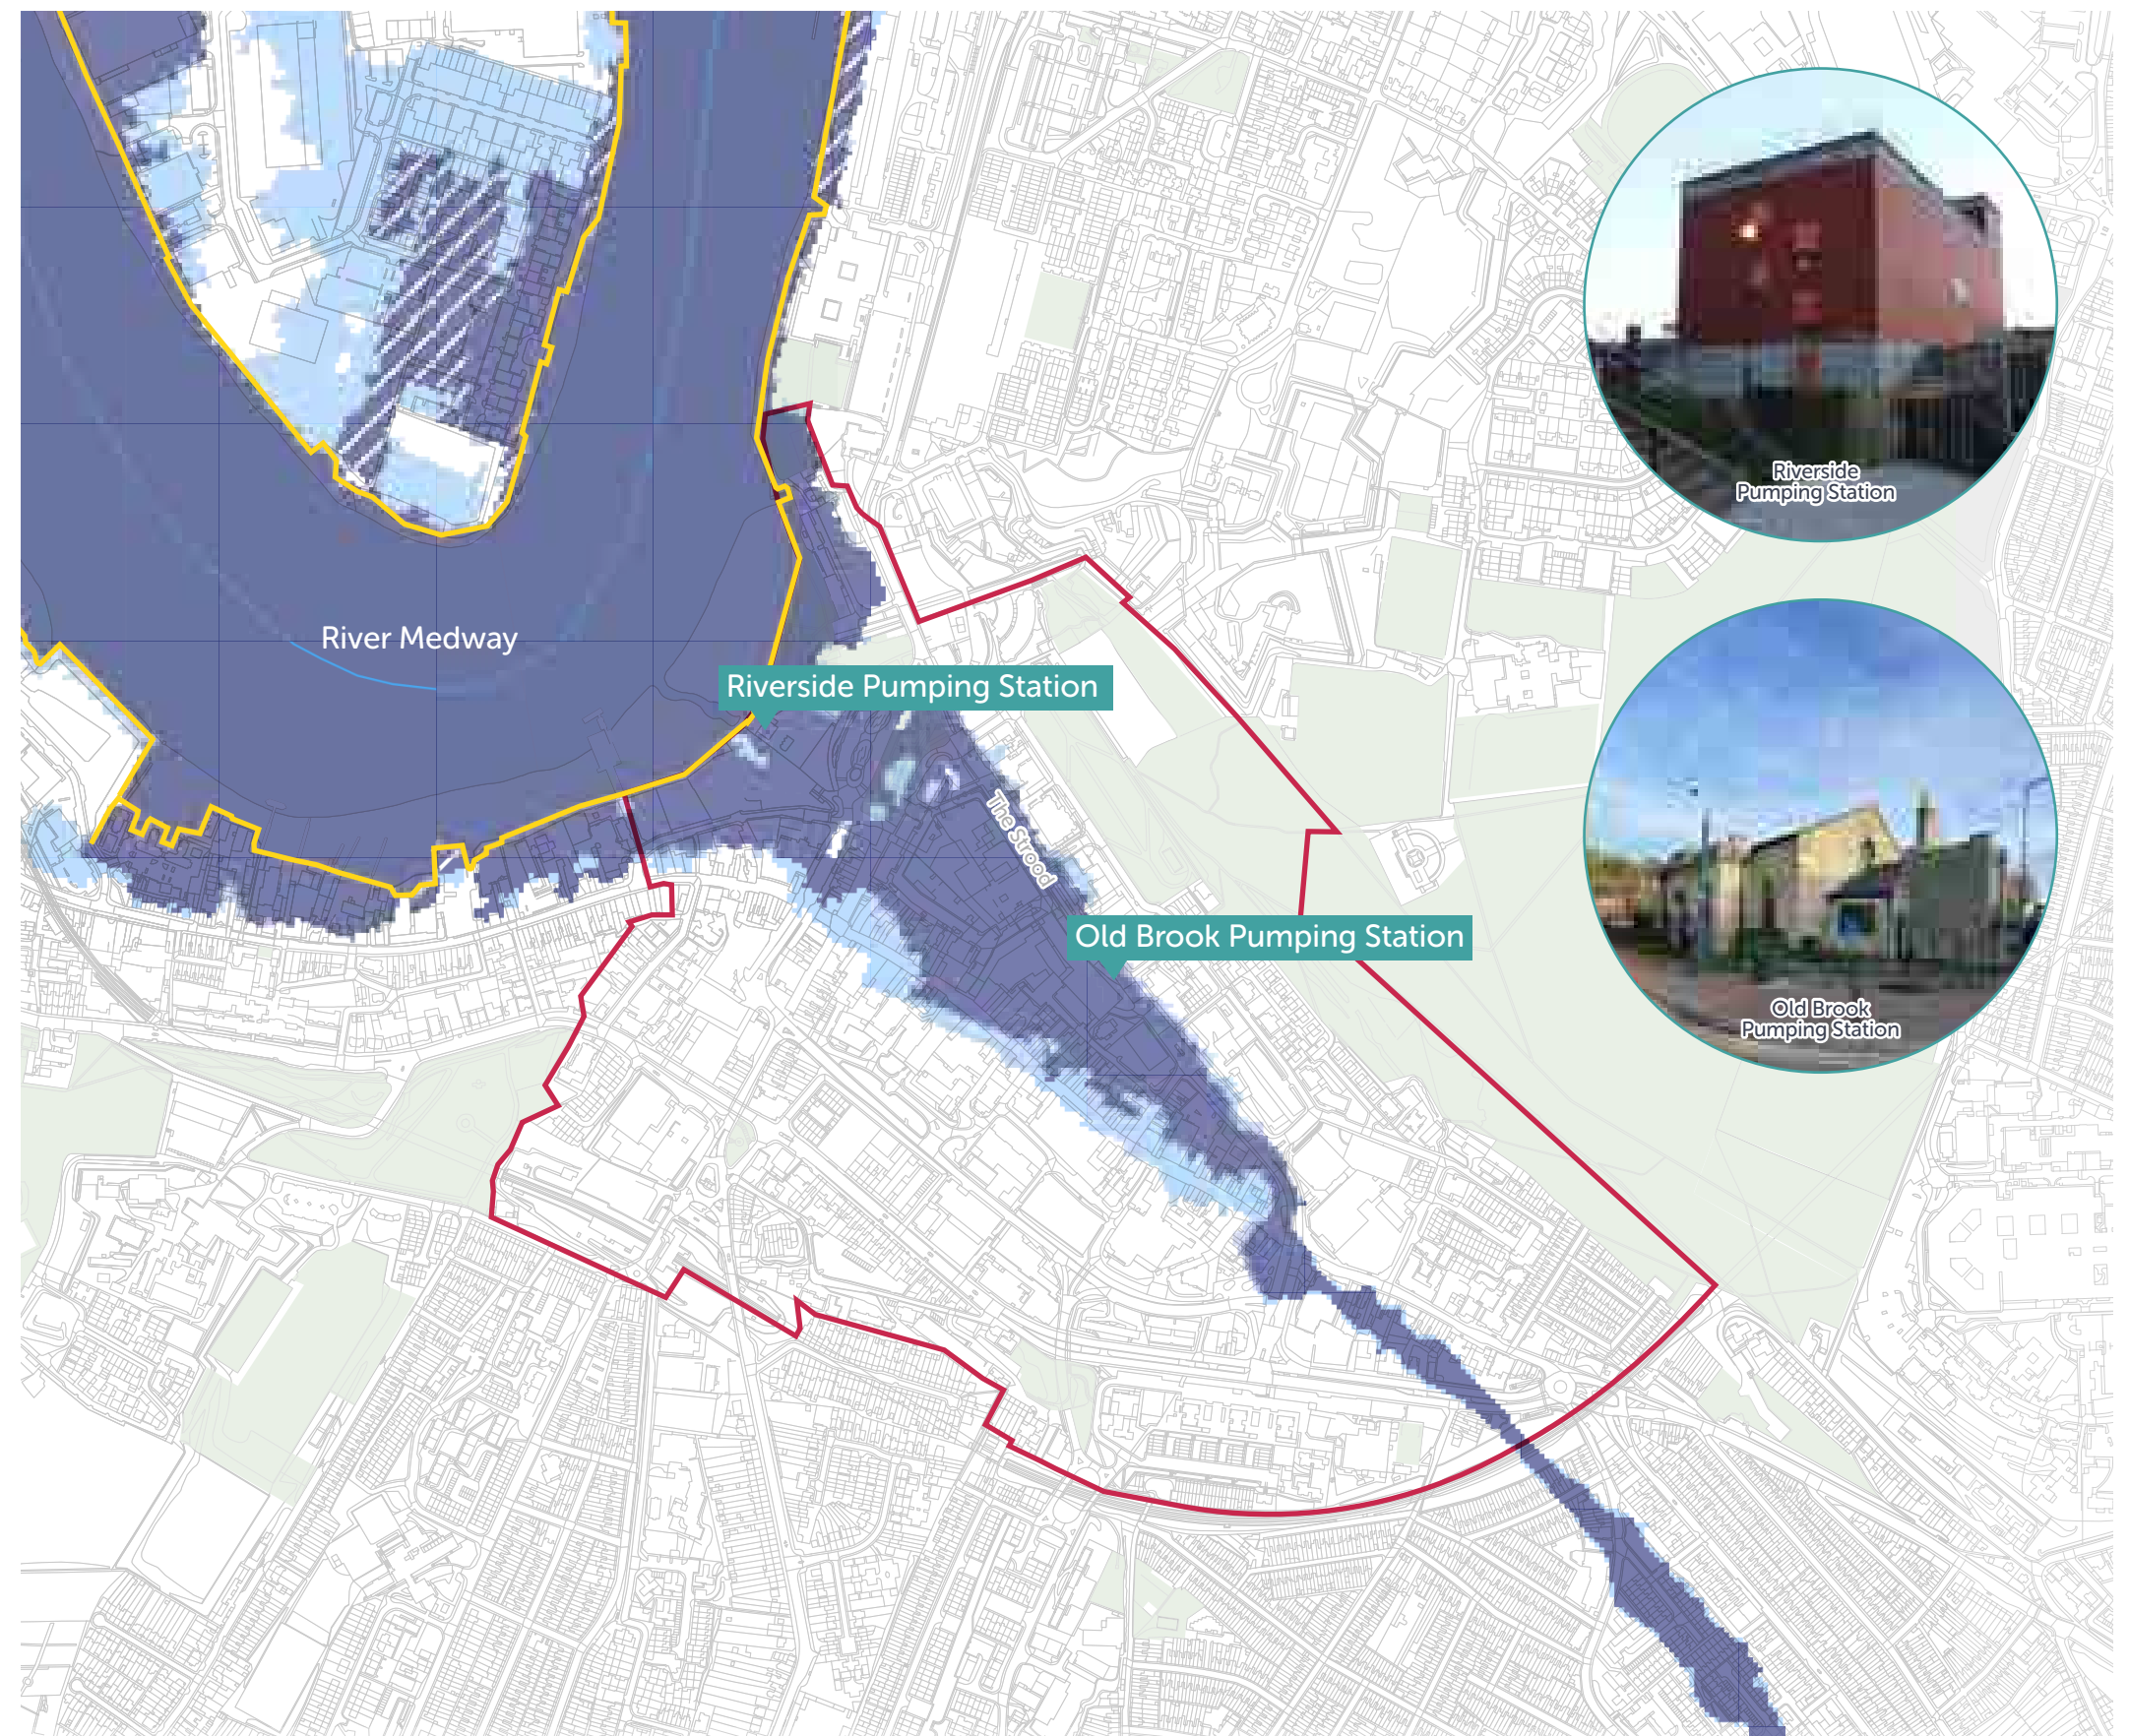 Riverside
Pumping Station
River Medway
Riverside Pumping Station
The Strood
Old Brook Pumping Station
Old Brook
Pumping Station